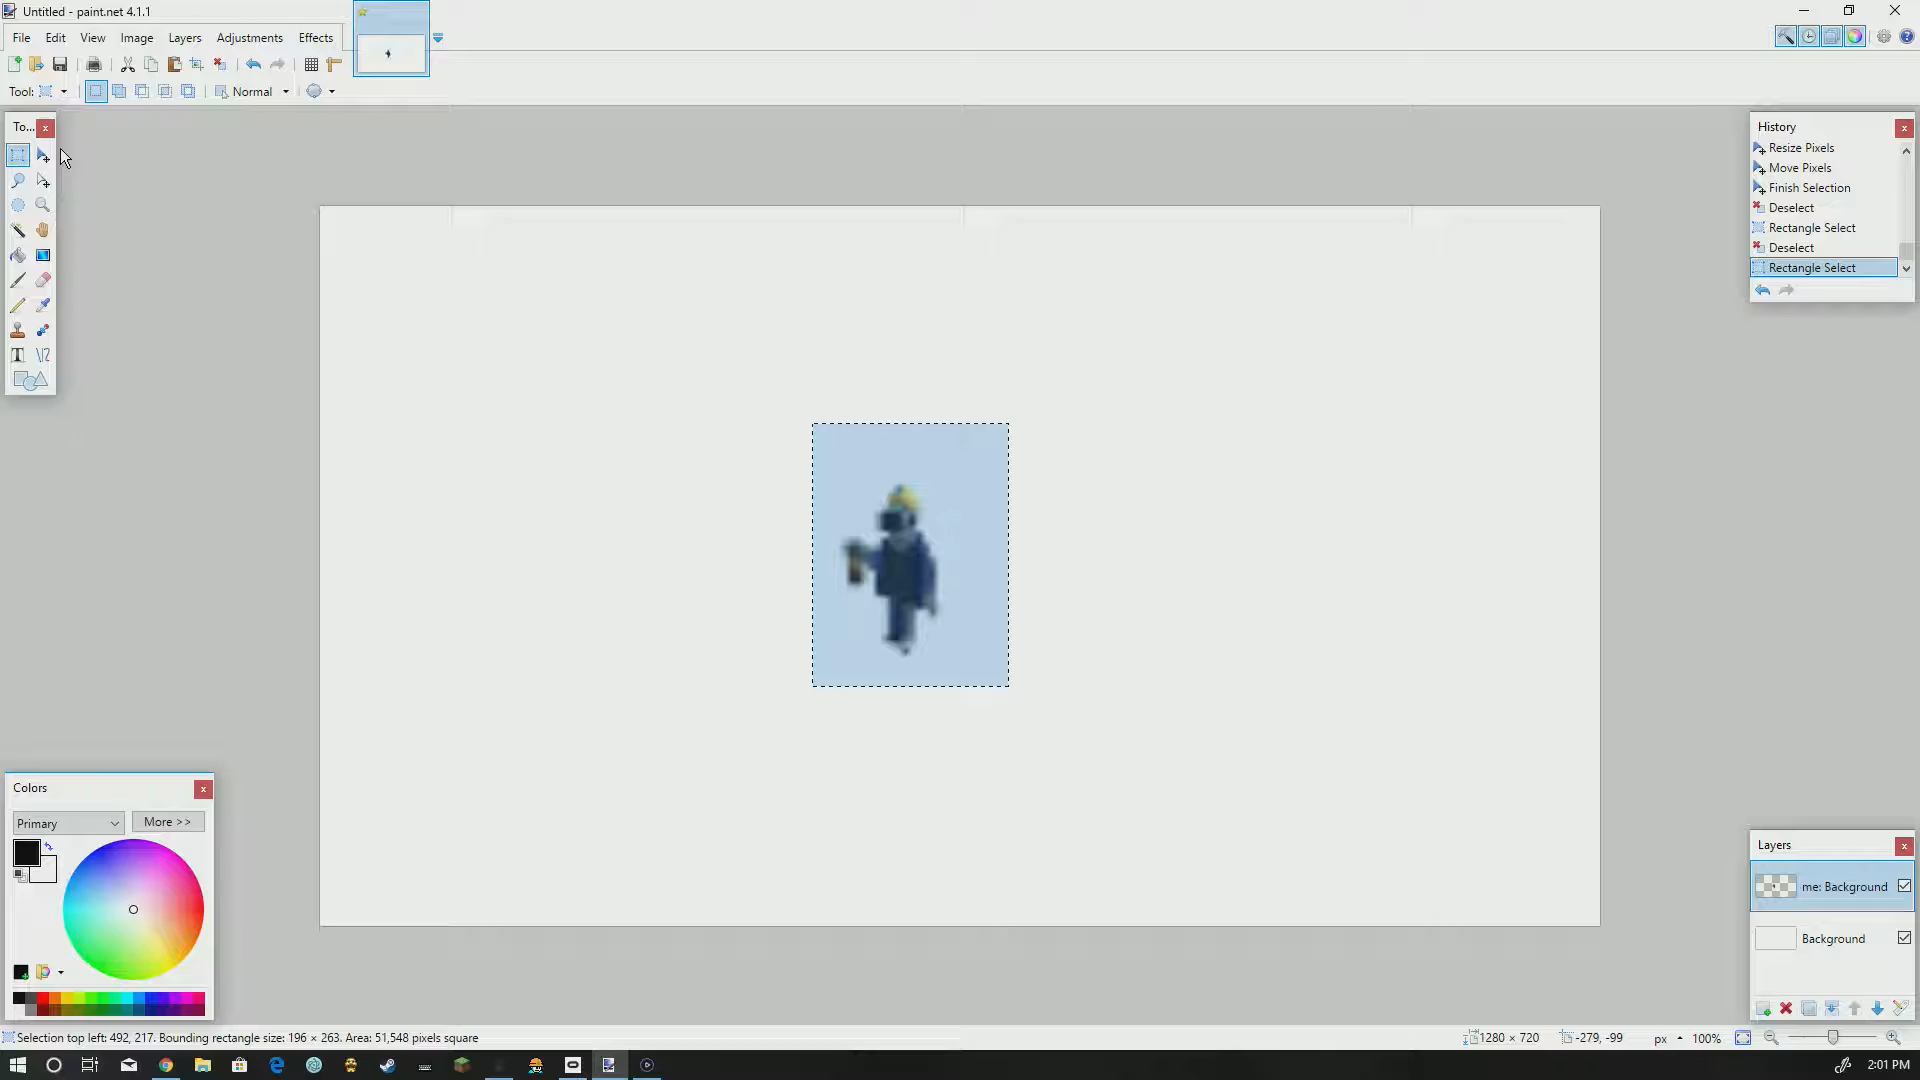 Untitled - paint.net 4.1.1
File Edit View Image Layers Adjustments Effects
Tool: Normal
To...
History
Resize Pixels
Move Pixels
Finish Selection
Deselect
Rectangle Select
Deselect
Rectangle Select
Colors
Primary More >>
Layers
me: Background
Background
Selection top left: 492, 217. Bounding rectangle size: 196 × 263. Area: 51,548 pixels square
1280 × 720 -279, -99 px 100%
2:01 PM